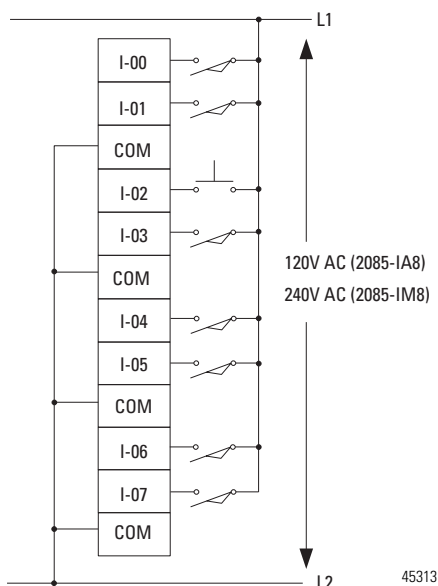 L1
I-00
I-01
COM
I-02
I-03
COM
120V AC (2085-IA8)
240V AC (2085-IM8)
I-04
I-05
COM
I-06
I-07
COM
L2
45313